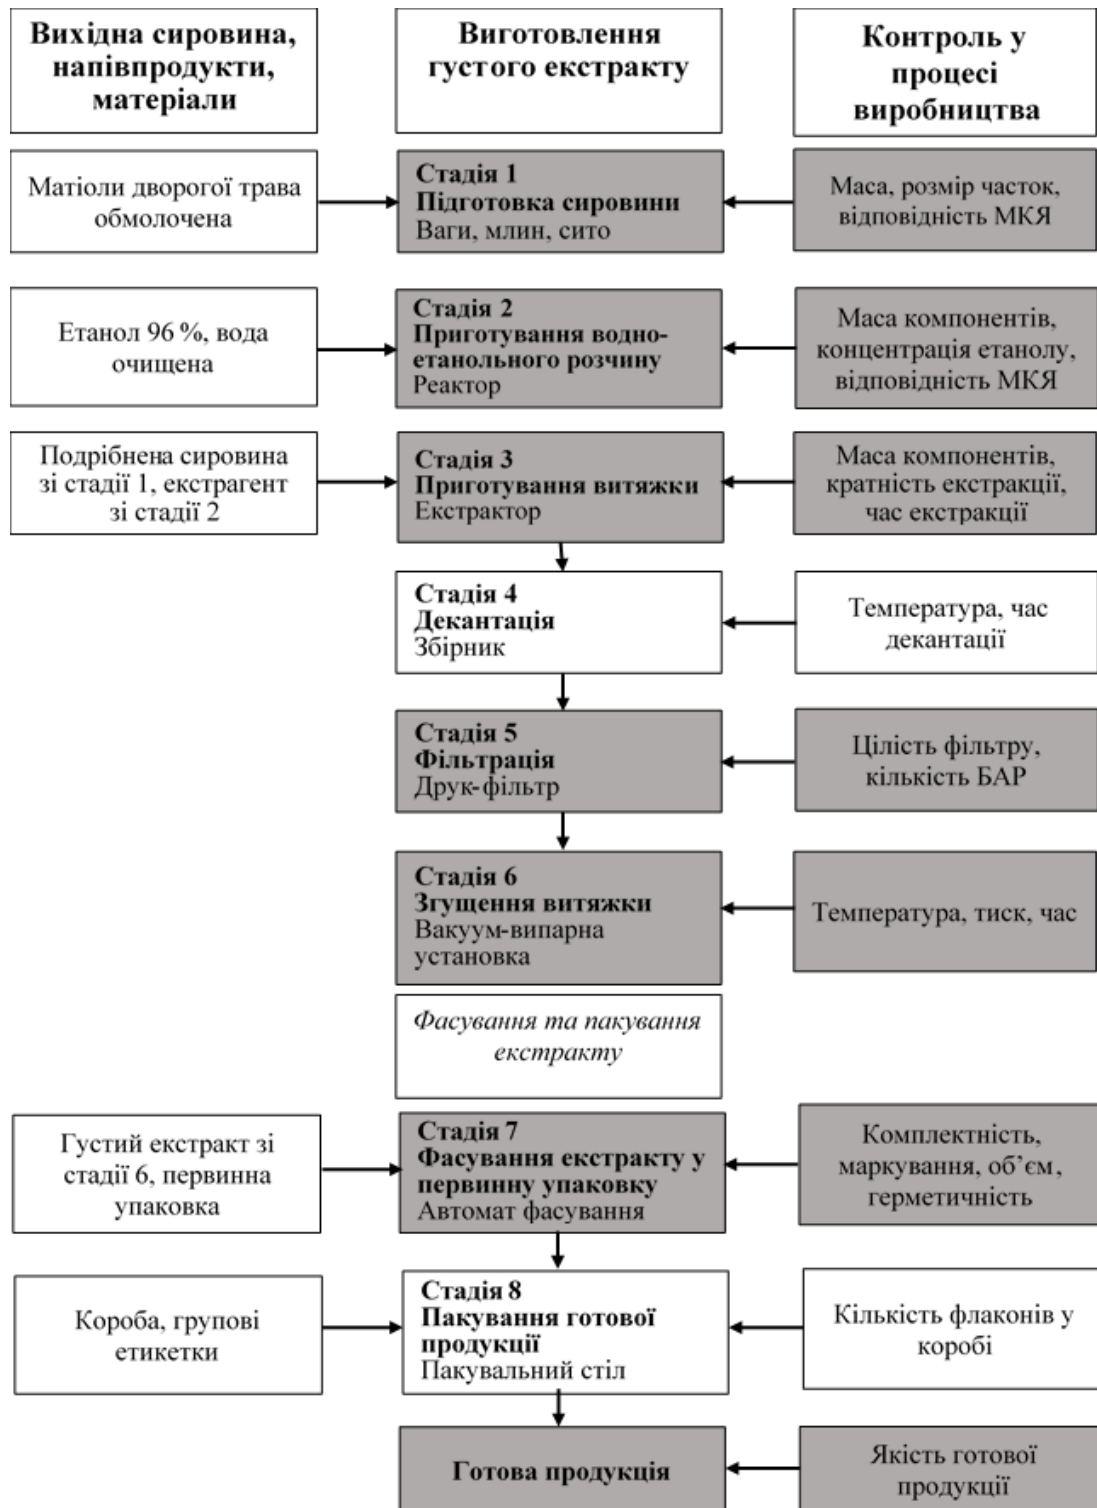 Вихідна сировина,
напівпродукти,
матеріали
Виготовлення
густого екстракту
Контроль у
процесі
виробництва
Матіоли дворогої трава
обмолочена
Стадія 1
Підготовка сировини
Ваги, млин, сито
Маса, розмір часток,
відповідність МКЯ
Етанол 96 %, вода
очищена
Стадія 2
Приготування водно-
етанольного розчину
Реактор
Маса компонентів,
концентрація етанолу,
відповідність МКЯ
Подрібнена сировина
зі стадії 1, екстрагент
зі стадії 2
Стадія 3
Приготування витяжки
Екстрактор
Маса компонентів,
кратність екстракції,
час екстракції
Стадія 4
Декантація
Збірник
Температура, час
декантації
Стадія 5
Фільтрація
Друк-фільтр
Цілість фільтру,
кількість БАР
Стадія 6
Згущення витяжки
Вакуум-випарна
установка
Температура, тиск, час
Фасування та пакування
екстракту
Густий екстракт зі
стадії 6, первинна
упаковка
Стадія 7
Фасування екстракту у
первинну упаковку
Автомат фасування
Комплектність,
маркування, об’єм,
герметичність
Короба, групові
етикетки
Стадія 8
Пакування готової
продукції
Пакувальний стіл
Кількість флаконів у
коробі
Готова продукція
Якість готової
продукції